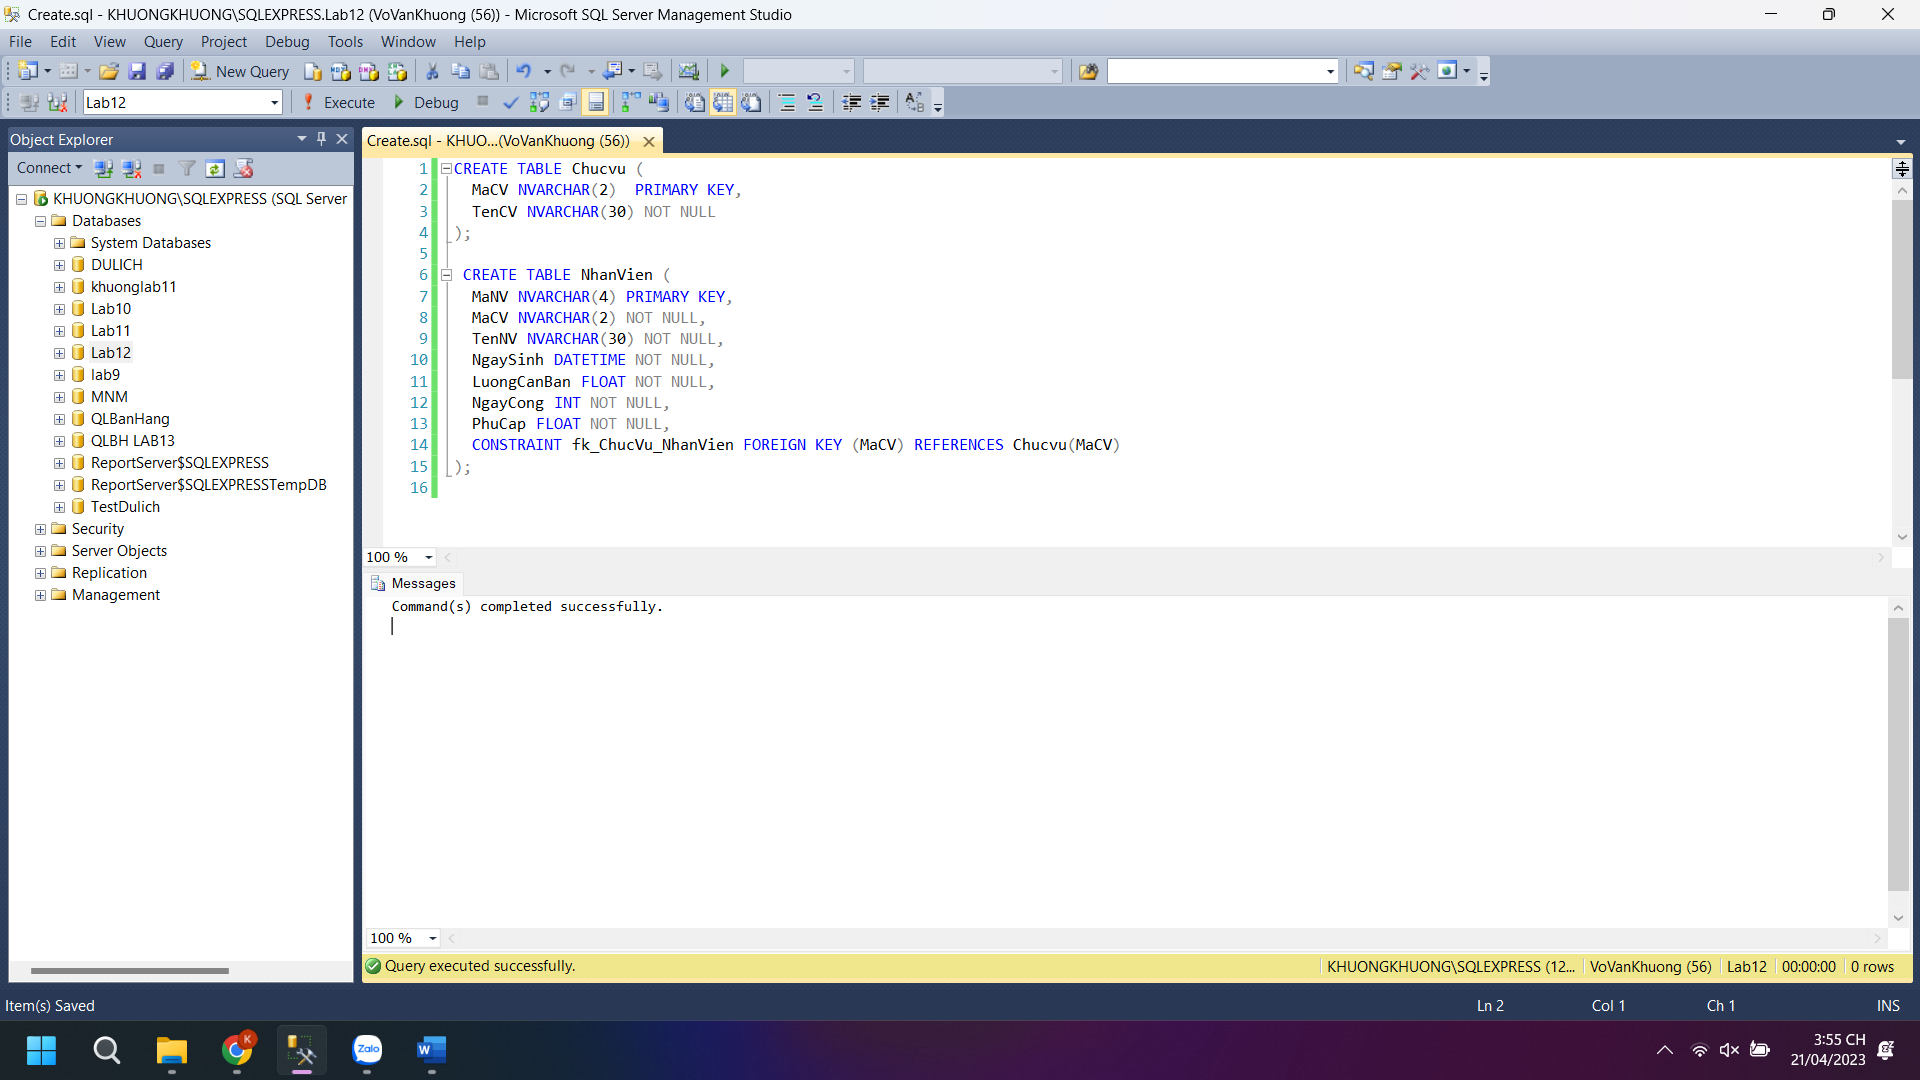 Create.sql - KHUONGKHUONG\SQLEXPRESS.Lab12 (VoVanKhuong (56)) - Microsoft SQL Server Management Studio
File Edit View Query Project Debug Tools Window Help
New Query
Lab12 Execute Debug
Object Explorer
Connect
KHUONGKHUONG\SQLEXPRESS (SQL Server
Databases
System Databases
DULICH
khuonglab11
Lab10
Lab11
Lab12
lab9
MNM
QLBanHang
QLBH LAB13
ReportServer$SQLEXPRESS
ReportServer$SQLEXPRESSTempDB
TestDulich
Security
Server Objects
Replication
Management
Create.sql - KHUO...(VoVanKhuong (56))
1 CREATE TABLE Chucvu (
2 MaCV NVARCHAR(2)  PRIMARY KEY,
3 TenCV NVARCHAR(30) NOT NULL
4 );
5
6 CREATE TABLE NhanVien (
7 MaNV NVARCHAR(4) PRIMARY KEY,
8 MaCV NVARCHAR(2) NOT NULL,
9 TenNV NVARCHAR(30) NOT NULL,
10 NgaySinh DATETIME NOT NULL,
11 LuongCanBan FLOAT NOT NULL,
12 NgayCong INT NOT NULL,
13 PhuCap FLOAT NOT NULL,
14 CONSTRAINT fk_ChucVu_NhanVien FOREIGN KEY (MaCV) REFERENCES Chucvu(MaCV)
15 );
16
100 %
Messages
Command(s) completed successfully.
100 %
Query executed successfully. KHUONGKHUONG\SQLEXPRESS (12... VoVanKhuong (56) Lab12 00:00:00 0 rows
Item(s) Saved Ln 2 Col 1 Ch 1 INS
K
Zalo
W
3:55 CH
21/04/2023